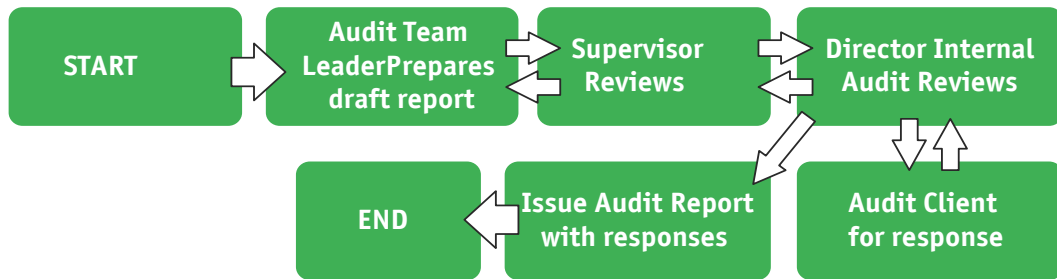 START
Audit Team
LeaderPrepares
draft report
Supervisor
Reviews
Director Internal
Audit Reviews
END
Issue Audit Report
with responses
Audit Client
for response